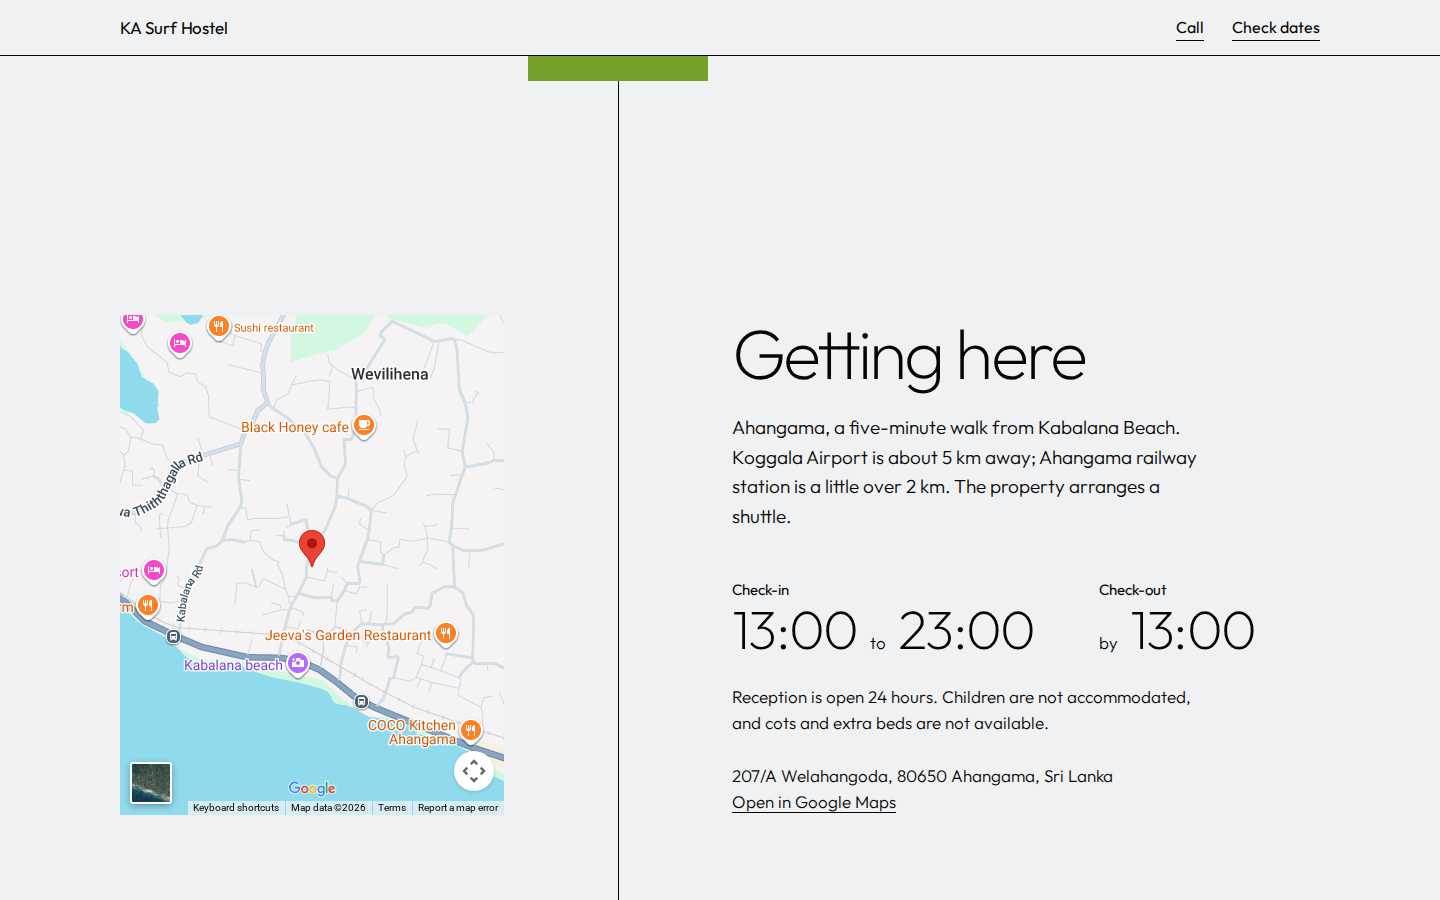 KA Surf Hostel
Call
Check dates
Sushi restaurant
Wevilihena
Black Honey cafe
va Thiththagalla Rd
sort
rm
Kabalana Rd
Jeeva's Garden Restaurant
Kabalana beach
COCO Kitchen
Ahangama
Google
Keyboard shortcuts
Map data ©2026
Terms
Report a map error
Getting here
Ahangama, a five-minute walk from Kabalana Beach.
Koggala Airport is about 5 km away; Ahangama railway
station is a little over 2 km. The property arranges a
shuttle.
Check-in
13:00 to 23:00
Check-out
by 13:00
Reception is open 24 hours. Children are not accommodated,
and cots and extra beds are not available.
207/A Welahangoda, 80650 Ahangama, Sri Lanka
Open in Google Maps